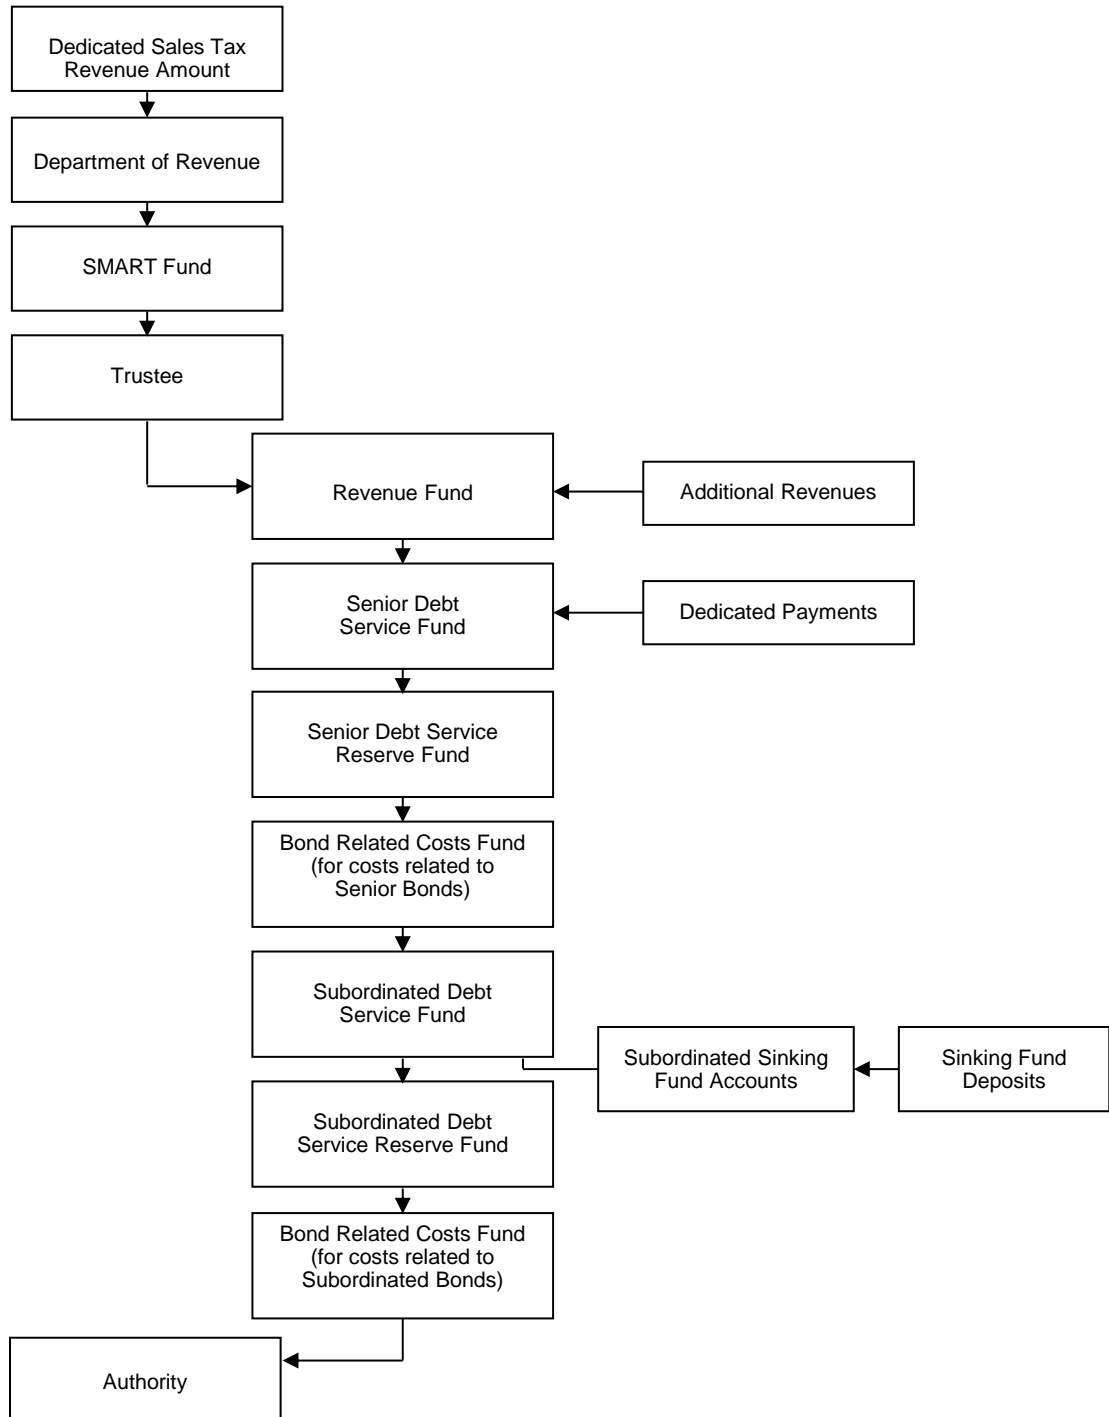 Dedicated Sales Tax
Revenue Amount
Department of Revenue
SMART Fund
Trustee
Revenue Fund
Additional Revenues
Senior Debt
Service Fund
Dedicated Payments
Senior Debt Service
Reserve Fund
Bond Related Costs Fund
(for costs related to
Senior Bonds)
Subordinated Debt
Service Fund
Subordinated Sinking
Fund Accounts
Sinking Fund
Deposits
Subordinated Debt
Service Reserve Fund
Bond Related Costs Fund
(for costs related to
Subordinated Bonds)
Authority